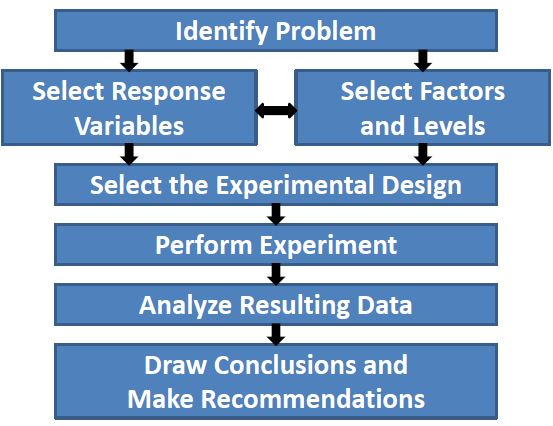 Identify Problem
Select Response
Variables
Select Factors
and Levels
Select the Experimental Design
Perform Experiment
Analyze Resulting Data
Draw Conclusions and
Make Recommendations